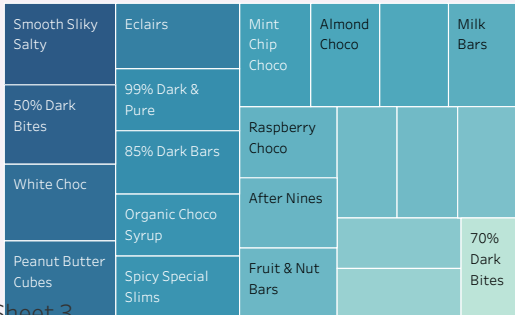 Smooth Sliky
Salty
50% Dark
Bites
White Choc
Peanut Butter
Cubes
Eclairs
99% Dark &
Pure
85% Dark Bars
Organic Choco
Syrup
Spicy Special
Slims
Mint
Chip
Choco
Almond
Choco
Milk
Bars
Raspberry
Choco
After Nines
Fruit & Nut
Bars
70%
Dark
Bites
Sheet 3